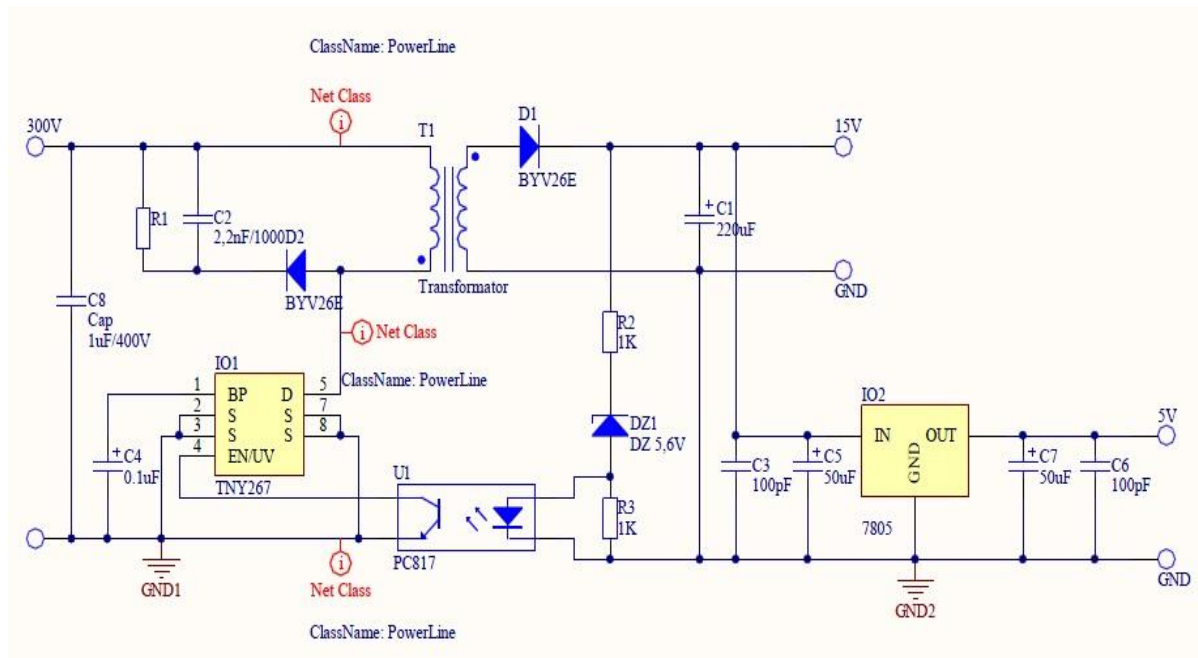 ClassName: PowerLine
Net Class
i
300V
T1
D1
15V
BYV26E
R1
C2
2,2nF/1000D2
+
C1
220uF
BYV26E
Transformator
GND
C8
Cap
1uF/400V
i
Net Class
R2
1K
IO1
ClassName: PowerLine
1
BP
D
5
2
S
S
7
3
S
S
8
4
EN/UV
TNY267
+
C4
0.1uF
DZ1
DZ 5,6V
IO2
IN
OUT
GND
7805
5V
C3
100pF
+
C5
50uF
+
C7
50uF
C6
100pF
U1
PC817
R3
1K
GND1
i
Net Class
GND2
GND
ClassName: PowerLine